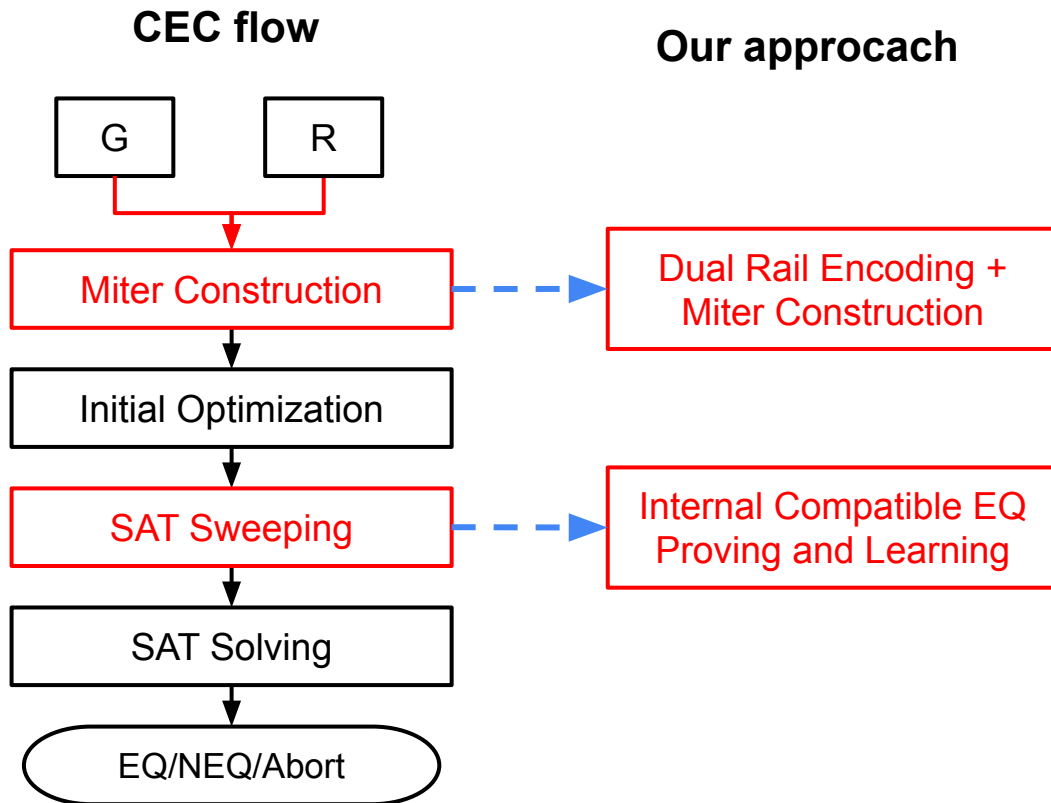 CEC flow
Our approcach
G
R
Miter Construction
Dual Rail Encoding +
Miter Construction
Initial Optimization
SAT Sweeping
Internal Compatible EQ
Proving and Learning
SAT Solving
EQ/NEQ/Abort